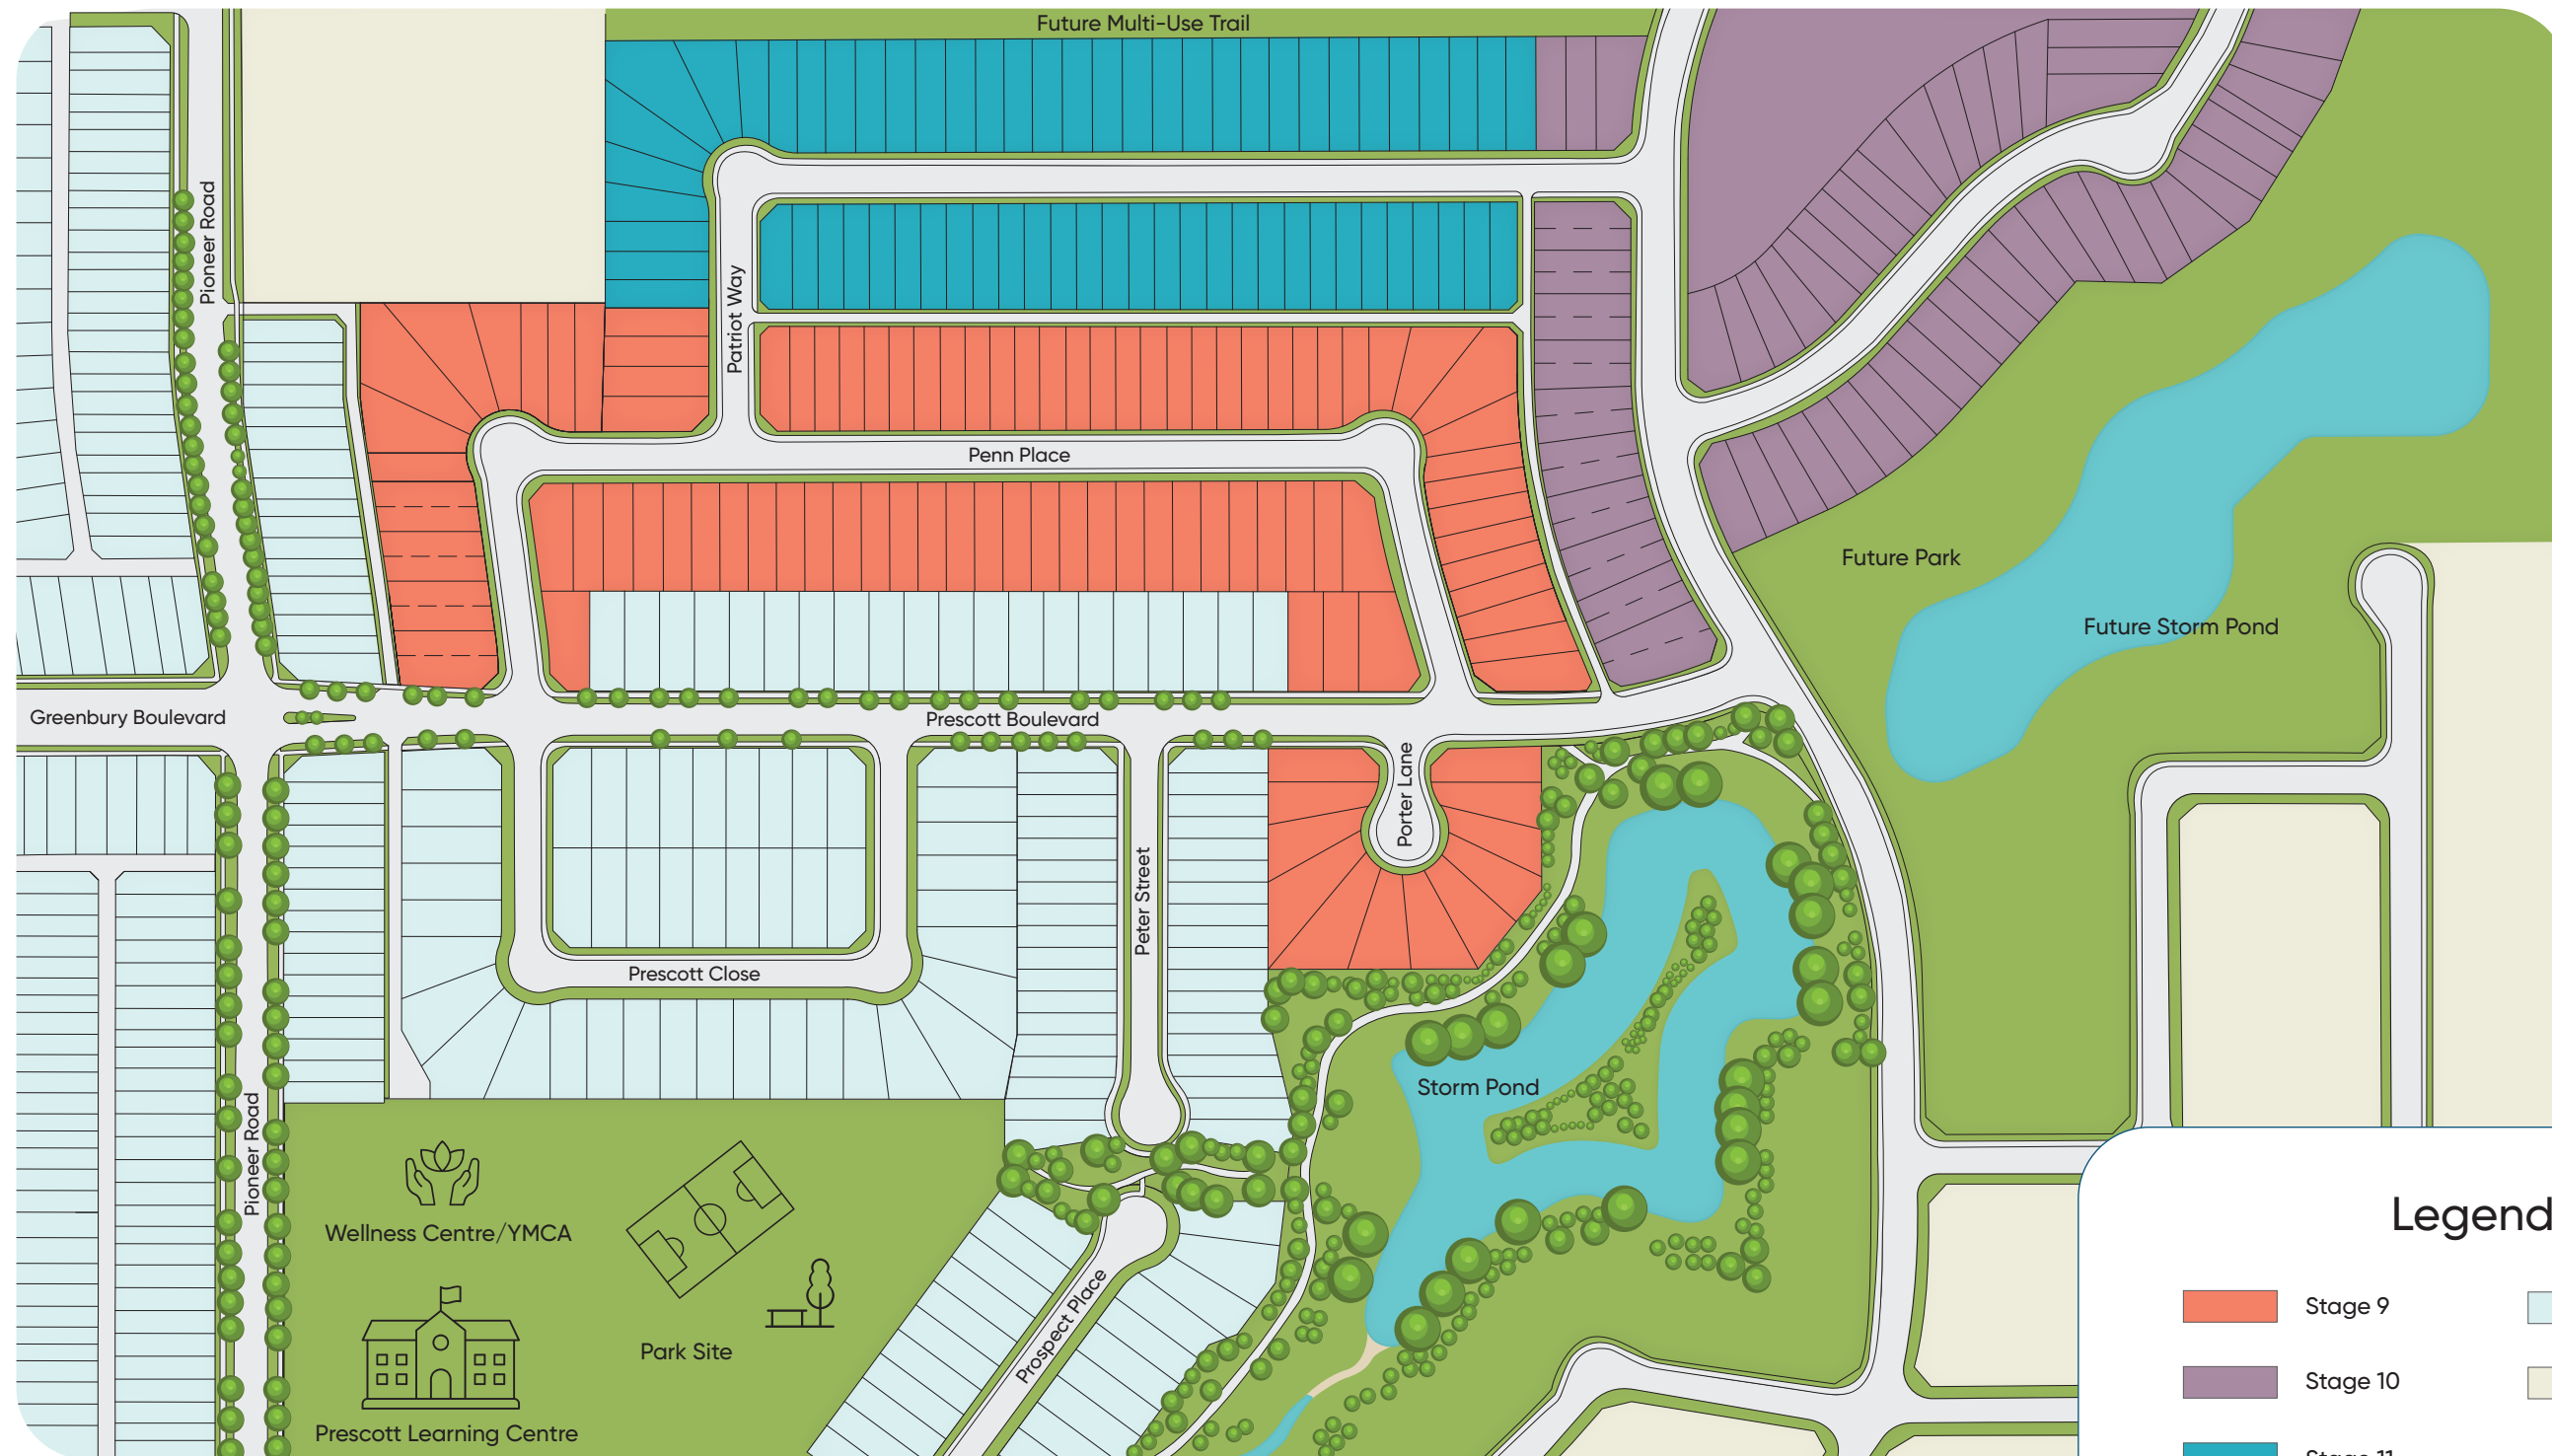 Future Multi-Use Trail
Pioneer Road
Patriot Way
Penn Place
Future Park
Future Storm Pond
Greenbury Boulevard
Prescott Boulevard
Porter Lane
Peter Street
Prescott Close
Storm Pond
Pioneer Road
Wellness Centre/YMCA
Park Site
Prospect Place
Prescott Learning Centre
Legend
Stage 9
Stage 10
Stage 11